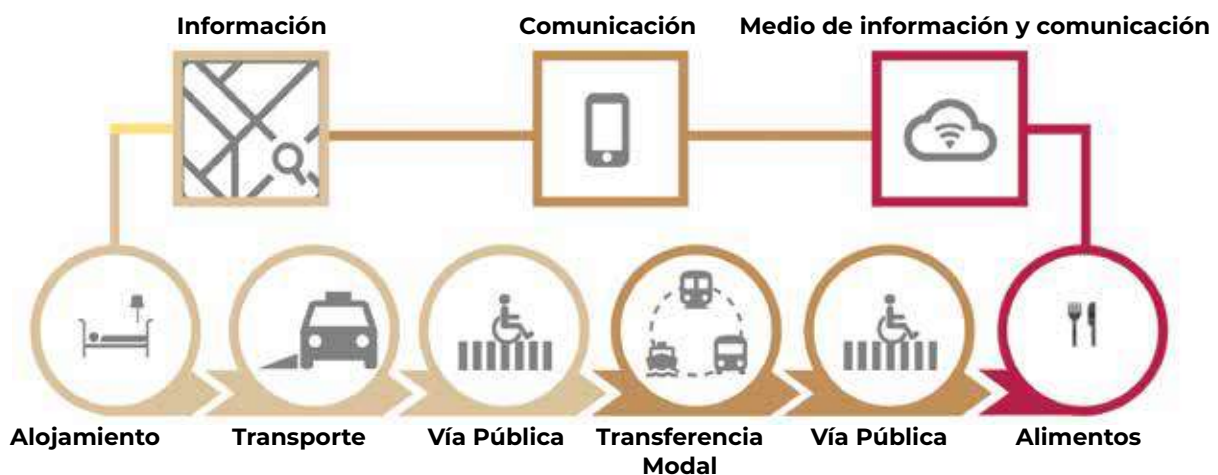 Información
Comunicación
Medio de información y comunicación
Alojamiento
Transporte
Vía Pública
Transferencia
Modal
Vía Pública
Alimentos